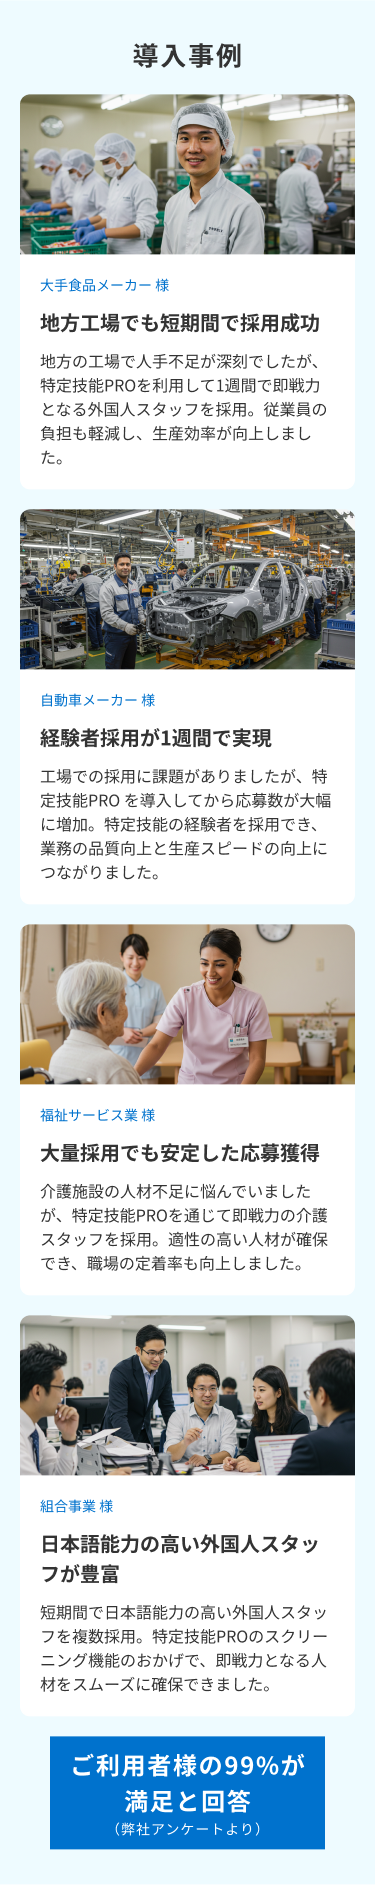 導入事例
大手食品メーカー 様
地方工場でも短期間で採用成功
地方の工場で人手不足が深刻でしたが、
特定技能PROを利用して1週間で即戦力
となる外国人スタッフを採用。従業員の
負担も軽減し、生産効率が向上しまし
た。
自動車メーカー 様
経験者採用が1週間で実現
工場での採用に課題がありましたが、特
定技能PRO を導入してから応募数が大幅
に増加。特定技能の経験者を採用でき、
業務の品質向上と生産スピードの向上に
つながりました。
福祉サービス業 様
大量採用でも安定した応募獲得
介護施設の人材不足に悩んでいました
が、特定技能PROを通じて即戦力の介護
スタッフを採用。適性の高い人材が確保
でき、職場の定着率も向上しました。
組合事業 様
日本語能力の高い外国人スタッ
フが豊富
短期間で日本語能力の高い外国人スタッ
フを複数採用。特定技能PROのスクリー
ニング機能のおかげで、即戦力となる人
材をスムーズに確保できました。
ご利用者様の99%が
満足と回答
（弊社アンケートより）